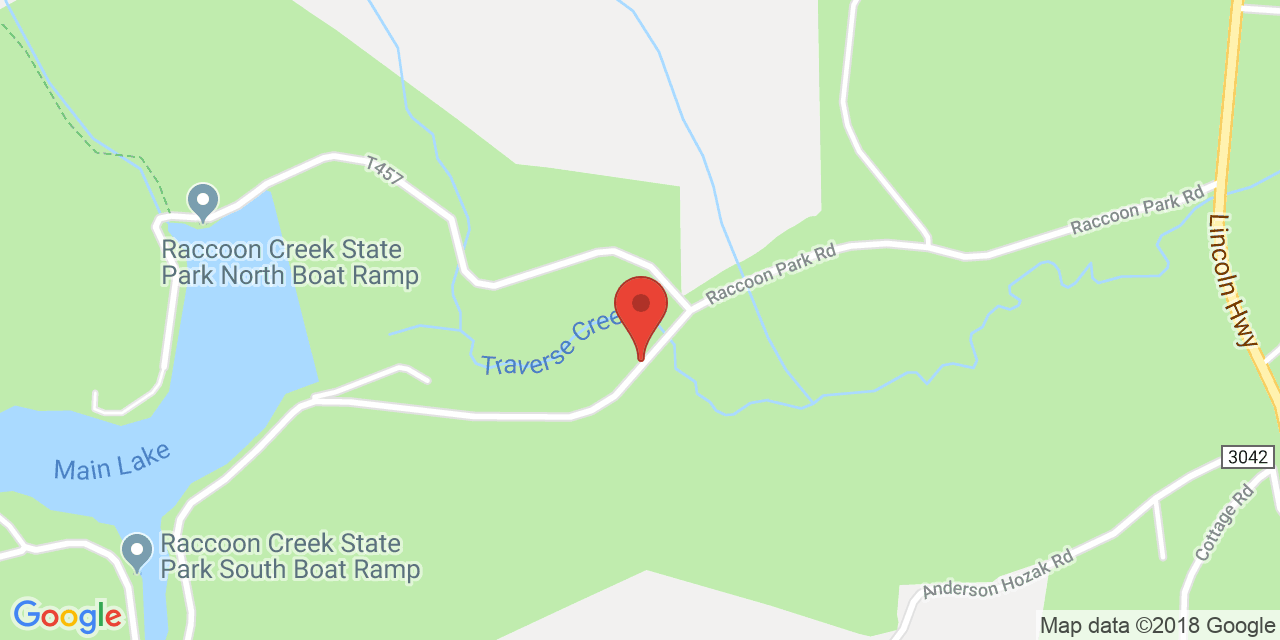 T457
Raccoon Park Rd
Lincoln Hwy
Raccoon Creek State
Park North Boat Ramp
Raccoon Park Rd
Traverse Cree
Main Lake
3042
Cottage Rd
Raccoon Creek State
Park South Boat Ramp
Anderson Hozak Rd
Google
Map data ©2018 Google